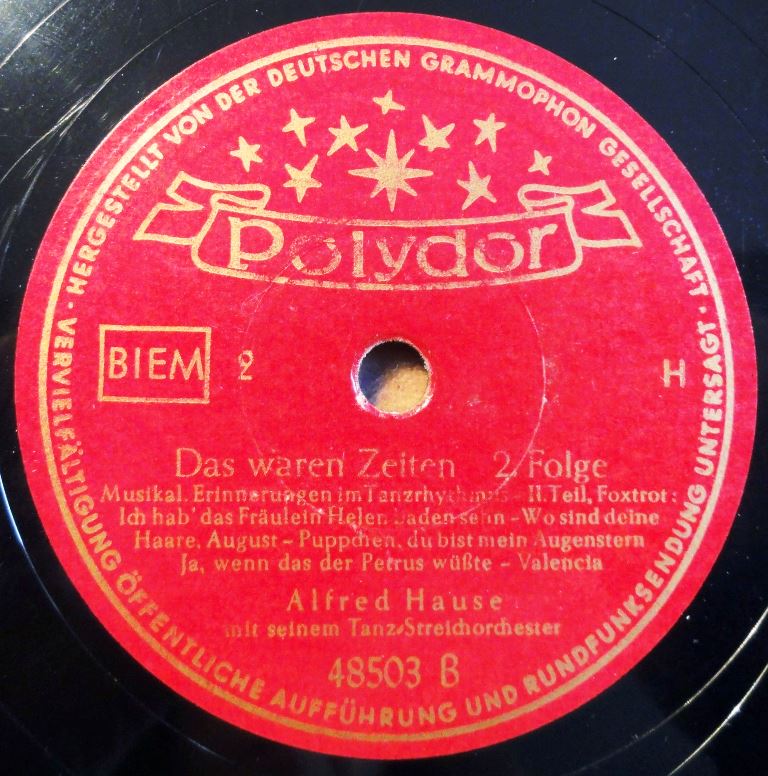 HERGESTELLT VON DER DEUTSCHEN GRAMMOPHON GESELLSCHAFT · VERVIELFÄLTIGUNG ÖFFENTLICHE AUFFÜHRUNG UND RUNDFUNKSENDUNG UNTERSAGT ·
Polydor
BIEM 2 H
Das waren Zeiten 2. Folge
Musikal. Erinnerungen im Tanzrhythmus - II. Teil, Foxtrot:
Ich hab' das Fräulein Helen baden sehn - Wo sind deine
Haare, August - Puppchen, du bist mein Augenstern
Ja, wenn das der Petrus wüßte - Valencia
Alfred Hause
mit seinem Tanz-Streichorchester
48503 B